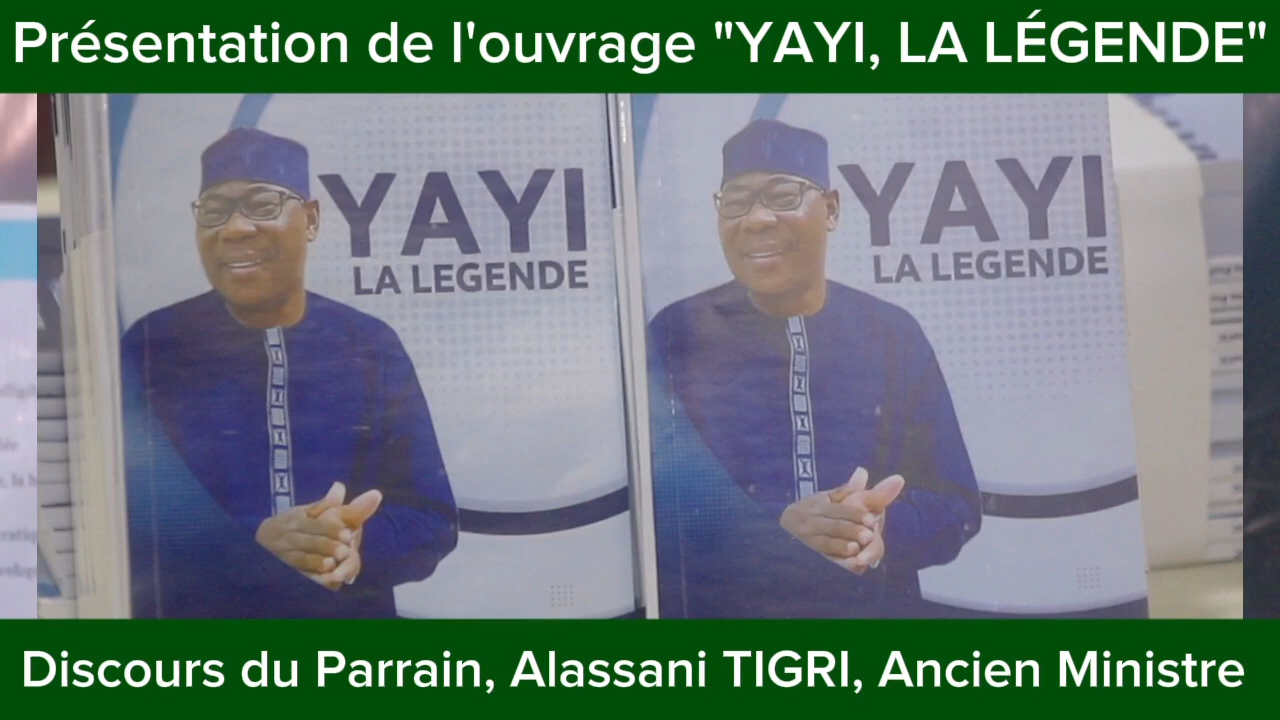 Présentation de l'ouvrage "YAYI, LA LÉGENDE"
YAYI
LA LEGENDE
YAYI
LA LEGENDE
Discours du Parrain, Alassani TIGRI, Ancien Ministre